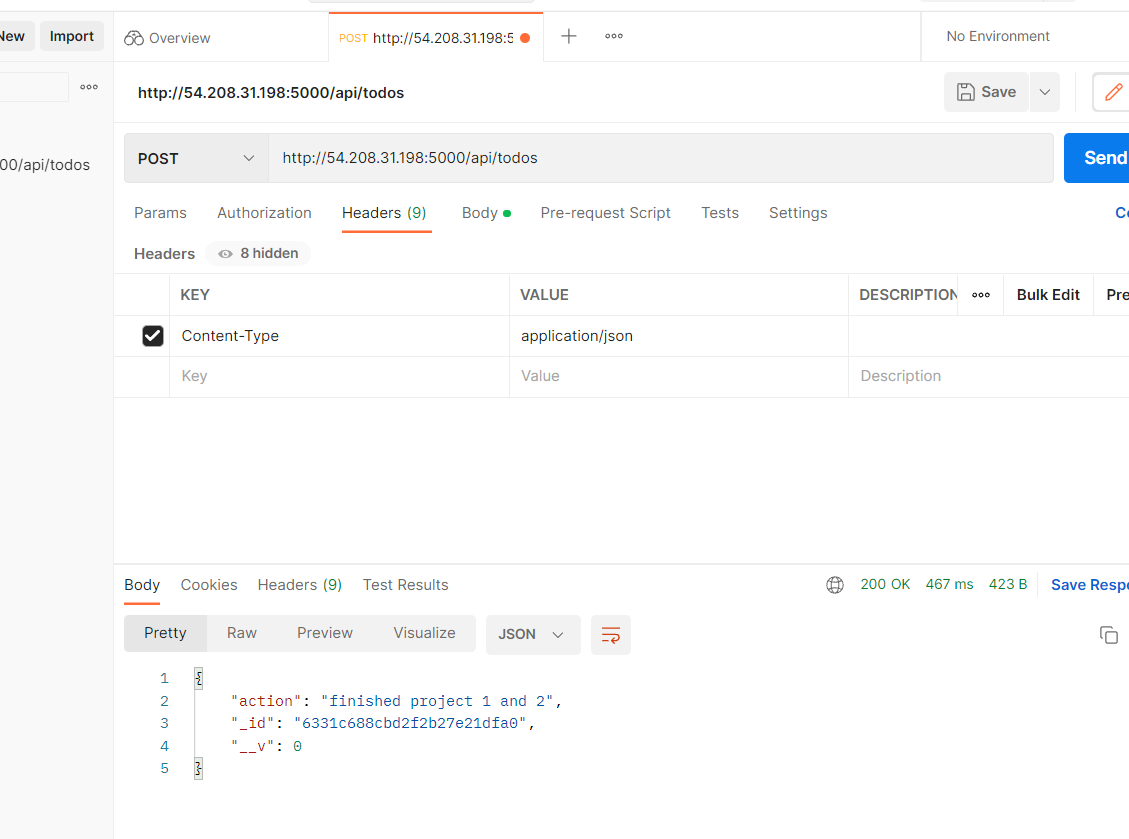 New Import Overview POST http://54.208.31.198:5 No Environment
http://54.208.31.198:5000/api/todos Save
00/api/todos
POST http://54.208.31.198:5000/api/todos Send
Params Authorization Headers (9) Body Pre-request Script Tests Settings
Headers 8 hidden
KEY VALUE DESCRIPTION Bulk Edit Pre
Content-Type application/json
Key Value Description
Body Cookies Headers (9) Test Results 200 OK 467 ms 423 B Save Resp
Pretty Raw Preview Visualize JSON
1 {
2 "action": "finished project 1 and 2",
3 "_id": "6331c688cbd2f2b27e21dfa0",
4 "__v": 0
5 }